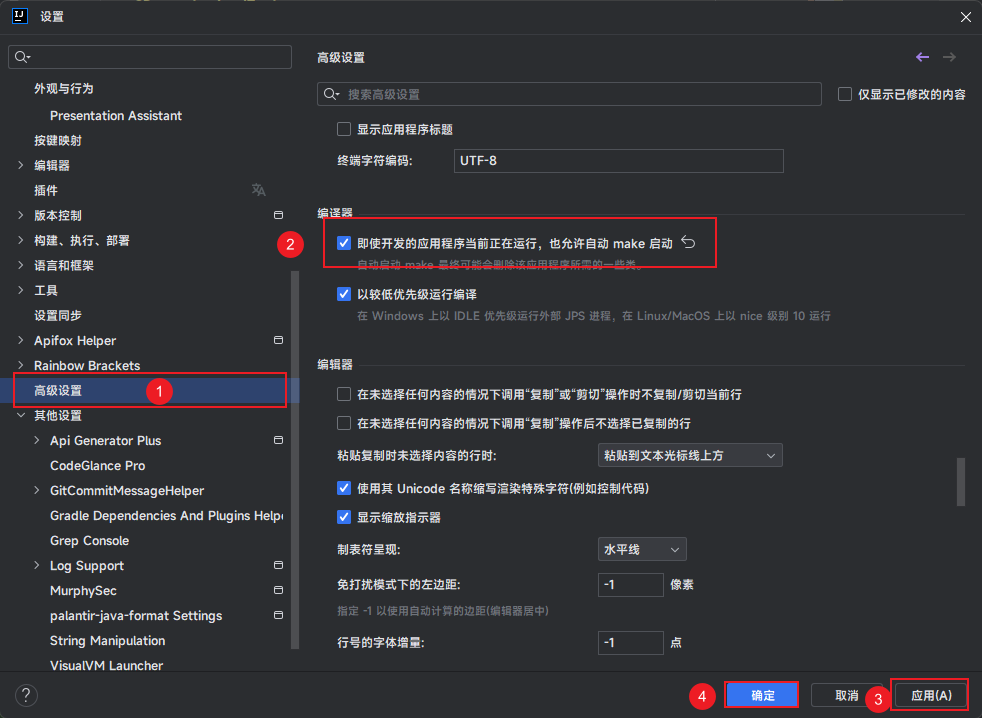 设置
外观与行为
Presentation Assistant
按键映射
编辑器
插件
版本控制
构建、执行、部署
语言和框架
工具
设置同步
Apifox Helper
Rainbow Brackets
高级设置
1
其他设置
Api Generator Plus
CodeGlance Pro
GitCommitMessageHelper
Gradle Dependencies And Plugins Help
Grep Console
Log Support
MurphySec
palantir-java-format Settings
String Manipulation
VisualVM Launcher
高级设置
搜索高级设置
仅显示已修改的内容
显示应用程序标题
终端字符编码: UTF-8
编译器
2
即使开发的应用程序当前正在运行，也允许自动 make 启动
自动启动 make 最终可能会删除该应用程序所需的一些类。
以较低优先级运行编译
在 Windows 上以 IDLE 优先级运行外部 JPS 进程，在 Linux/MacOS 上以 nice 级别 10 运行
编辑器
在未选择任何内容的情况下调用“复制”或“剪切”操作时不复制/剪切当前行
在未选择任何内容的情况下调用“复制”操作后不选择已复制的行
粘贴复制时未选择内容的行时: 粘贴到文本光标线上方
使用其 Unicode 名称缩写渲染特殊字符(例如控制代码)
显示缩放指示器
制表符呈现: 水平线
免打扰模式下的左边距: -1 像素
指定 -1 以使用自动计算的边距(编辑器居中)
行号的字体增量: -1 点
?
4 确定 取消 3 应用(A)